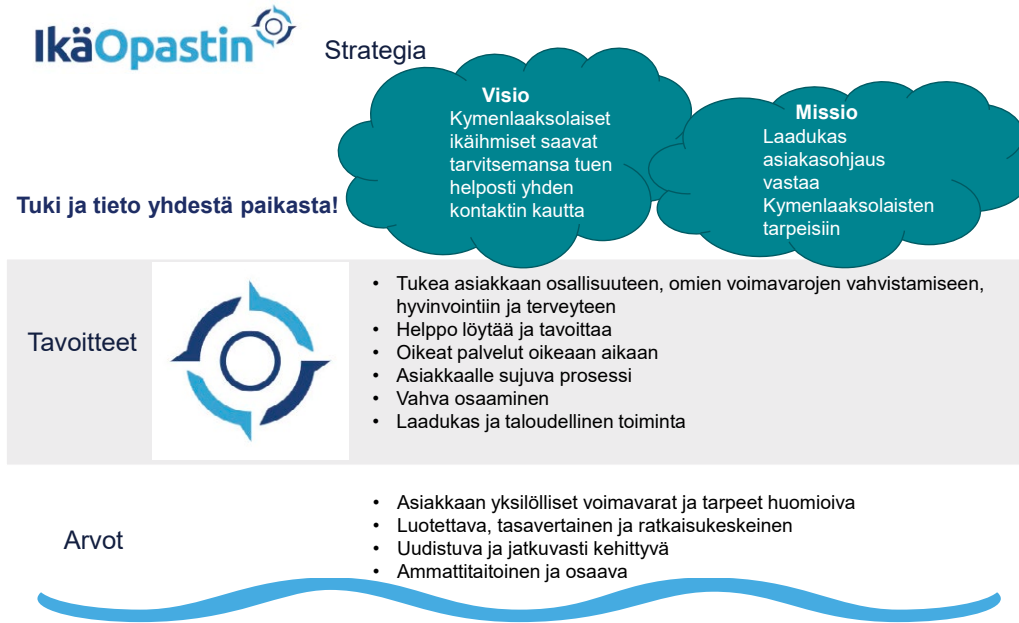 IkäOpastin
Strategia
Visio
Kymenlaaksolaiset
ikäihmiset saavat
tarvitsemansa tuen
helposti yhden
kontaktin kautta
Missio
Laadukas
asiakasohjaus
vastaa
Kymenlaaksolaisten
tarpeisiin
Tuki ja tieto yhdestä paikasta!
Tavoitteet
• Tukea asiakkaan osallisuuteen, omien voimavarojen vahvistamiseen,
hyvinvointiin ja terveyteen
• Helppo löytää ja tavoittaa
• Oikeat palvelut oikeaan aikaan
• Asiakkaalle sujuva prosessi
• Vahva osaaminen
• Laadukas ja taloudellinen toiminta
Arvot
• Asiakkaan yksilölliset voimavarat ja tarpeet huomioiva
• Luotettava, tasavertainen ja ratkaisukeskeinen
• Uudistuva ja jatkuvasti kehittyvä
• Ammattitaitoinen ja osaava